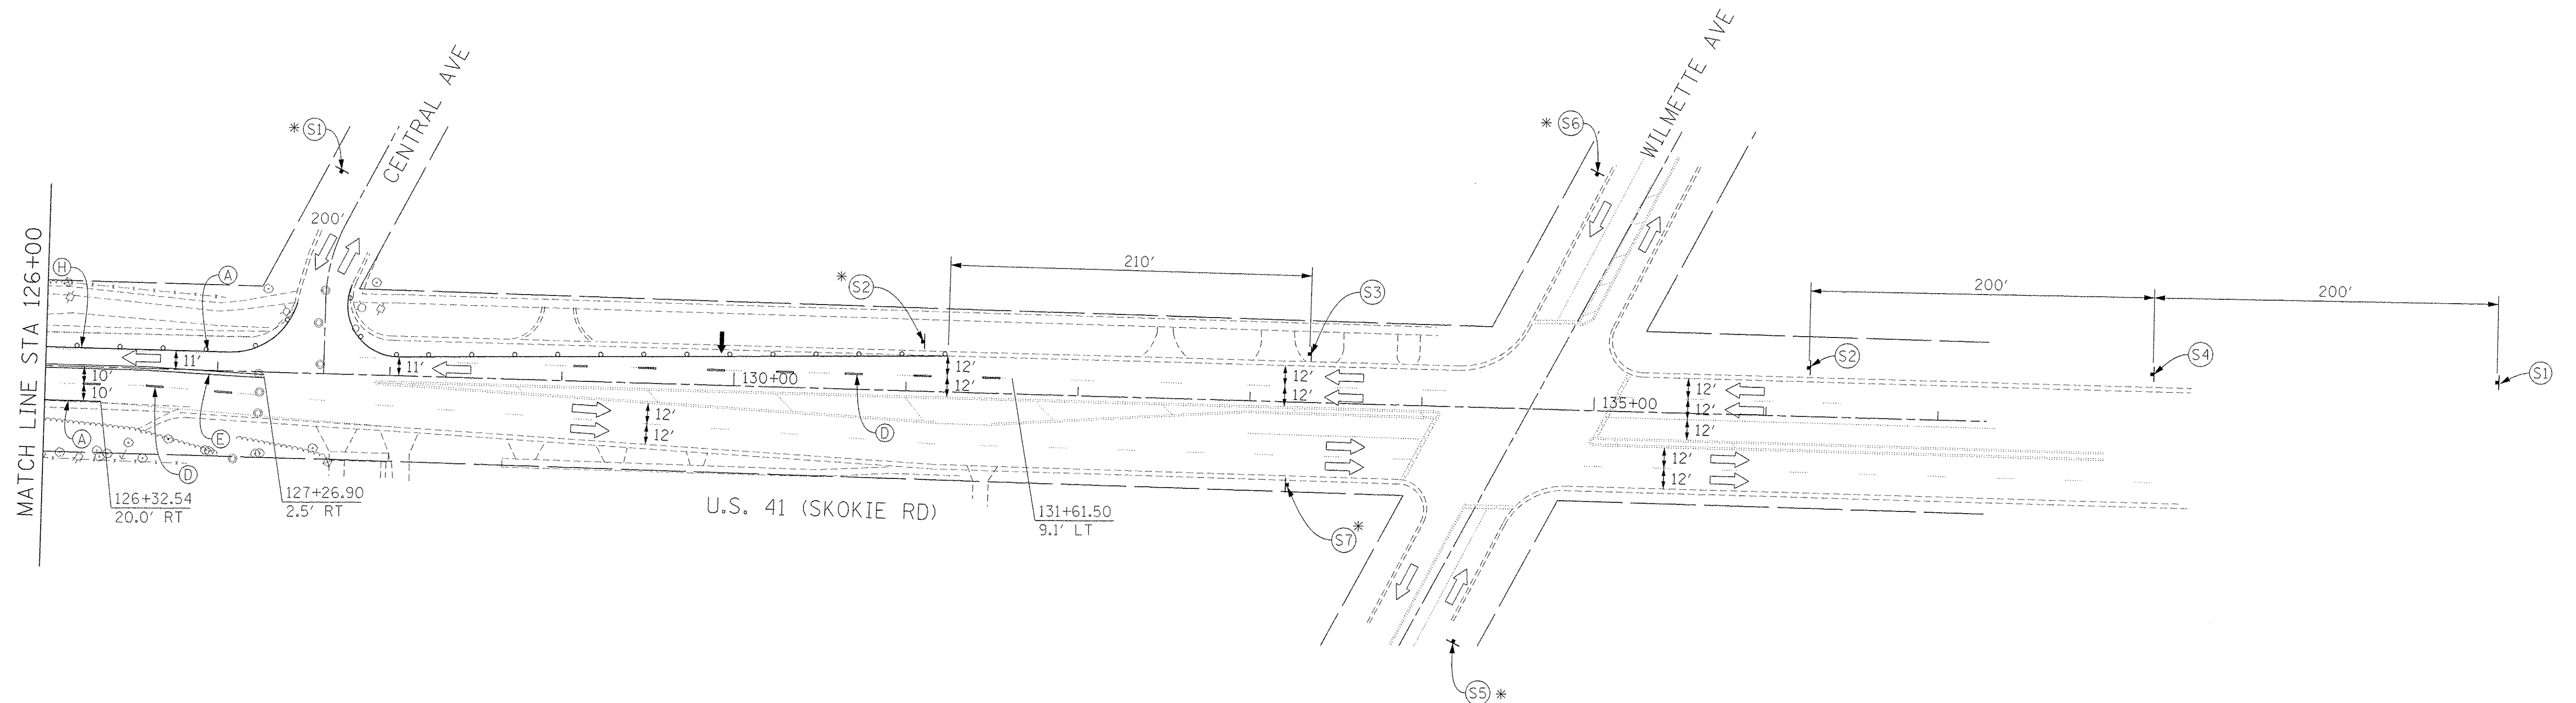 MATCH LINE STA 126+00
CENTRAL AVE
WILMETTE AVE
* S1
* S6
200'
H
A
210'
* S2
S3
200'
200'
S2
S4
S1
11'
11'
12'
12'
12'
12'
12'
12'
12'
10'
10'
130+00
135+00
12'
12'
12'
12'
A
D
E
D
126+32.54
20.0' RT
127+26.90
2.5' RT
U.S. 41 (SKOKIE RD)
131+61.50
9.1' LT
S7 *
S5 *